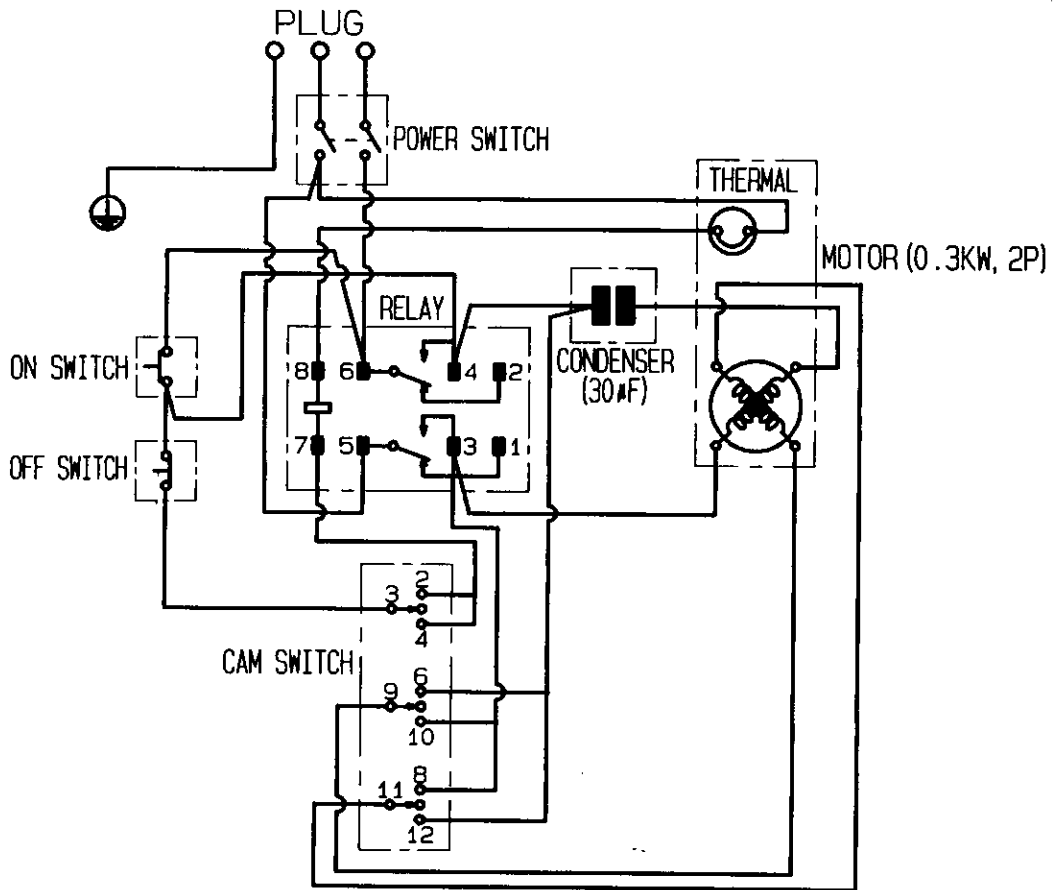 PLUG
POWER SWITCH
THERMAL
MOTOR (0.3KW, 2P)
RELAY
CONDENSER
(30μF)
ON SWITCH
8 6 4 2
OFF SWITCH
7 5 3 1
2
3
4
CAM SWITCH
6
9
10
8
11
12